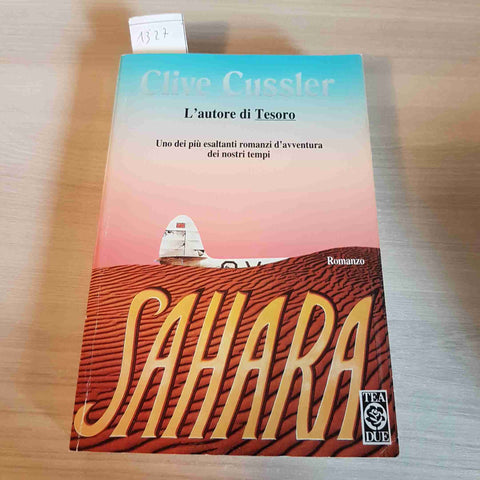 1327
Clive Cussler
L'autore di Tesoro
Uno dei più esaltanti romanzi d'avventura
dei nostri tempi
Romanzo
SAHARA
TEA
DUE